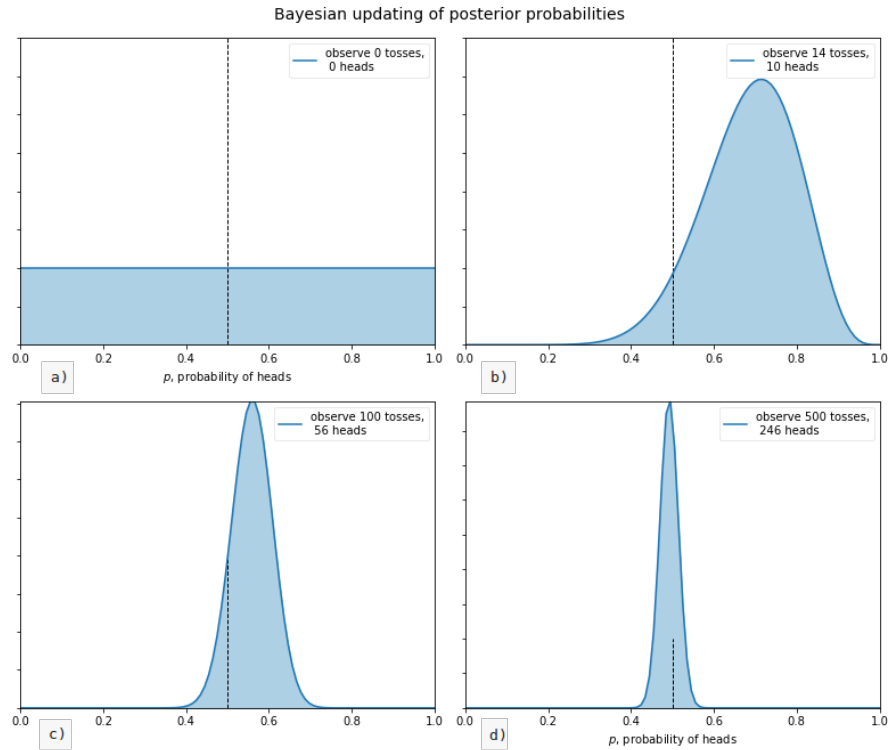 Bayesian updating of posterior probabilities
observe 0 tosses,
0 heads
0.0 0.2 0.4 0.6 0.8 1.0
a)
p, probability of heads
observe 14 tosses,
10 heads
0.0 0.2 0.4 0.6 0.8 1.0
b)
observe 100 tosses,
56 heads
0.0 0.2 0.4 0.6 0.8 1.0
c)
observe 500 tosses,
246 heads
0.0 0.2 0.4 0.6 0.8 1.0
d)
p, probability of heads